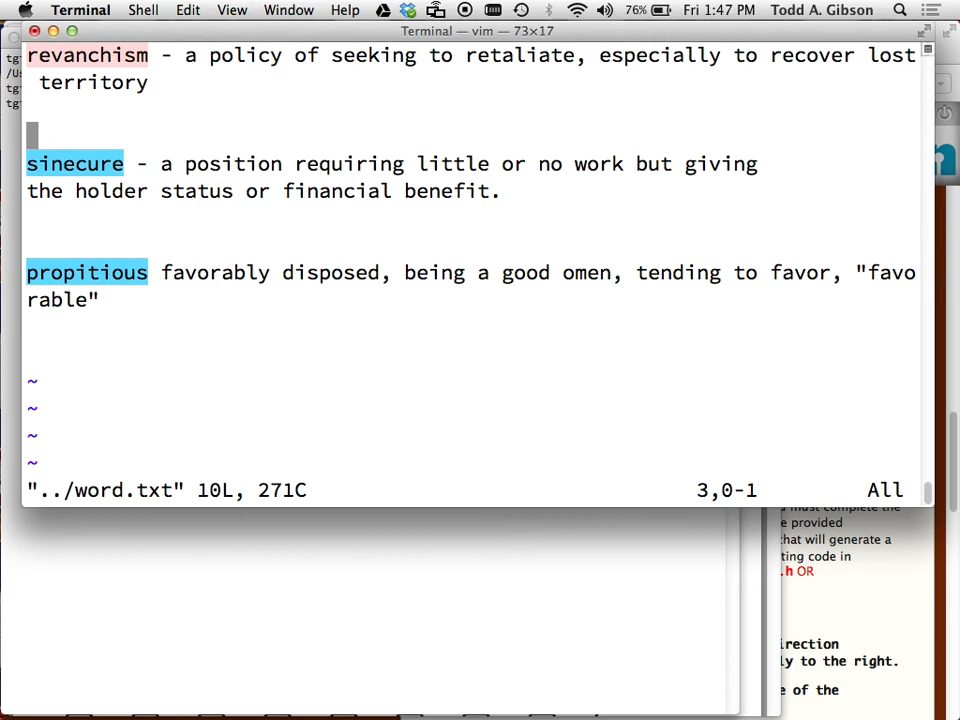 Terminal Shell Edit View Window Help 76% Fri 1:47 PM Todd A. Gibson
Terminal — vim — 73×17
revanchism - a policy of seeking to retaliate, especially to recover lost
territory
sinecure - a position requiring little or no work but giving
the holder status or financial benefit.
propitious favorably disposed, being a good omen, tending to favor, "favo
rable"
~
~
~
~
"../word.txt" 10L, 271C 3,0-1 All
must complete the
e provided
that will generate a
ting code in
.h OR
irection
ly to the right.
e of the